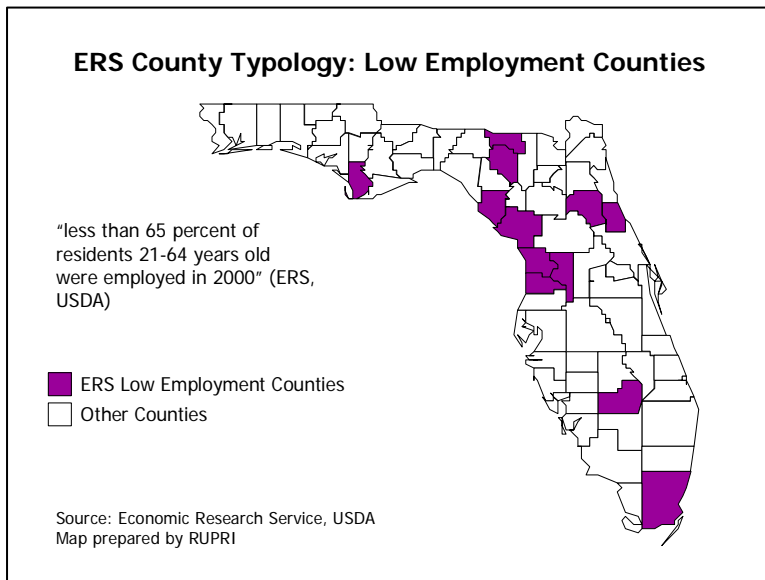 ERS County Typology: Low Employment Counties
“less than 65 percent of
residents 21-64 years old
were employed in 2000” (ERS,
USDA)
ERS Low Employment Counties
Other Counties
Source: Economic Research Service, USDA
Map prepared by RUPRI